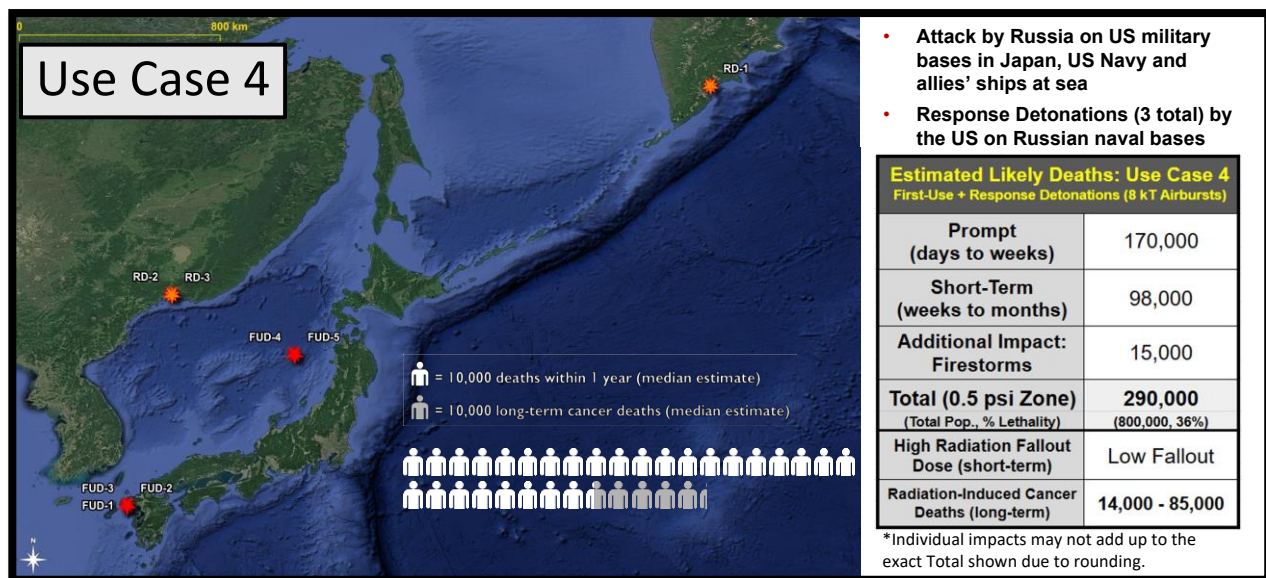 0 800 km
Use Case 4
RD-1
RD-2 RD-3
FUD-4 FUD-5
FUD-3 FUD-2
FUD-1
N
= 10,000 deaths within 1 year (median estimate)
= 10,000 long-term cancer deaths (median estimate)
• Attack by Russia on US military
bases in Japan, US Navy and
allies' ships at sea
• Response Detonations (3 total) by
the US on Russian naval bases
Estimated Likely Deaths: Use Case 4
First-Use + Response Detonations (8 kT Airbursts)
Prompt
(days to weeks)
170,000
Short-Term
(weeks to months)
98,000
Additional Impact:
Firestorms
15,000
Total (0.5 psi Zone)
(Total Pop., % Lethality)
290,000
(800,000, 36%)
High Radiation Fallout
Dose (short-term)
Low Fallout
Radiation-Induced Cancer
Deaths (long-term)
14,000 - 85,000
*Individual impacts may not add up to the
exact Total shown due to rounding.